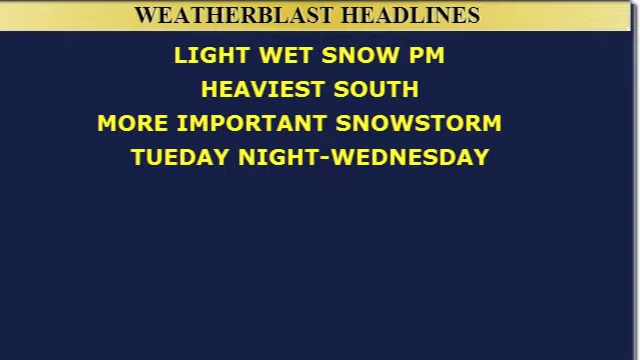 WEATHERBLAST HEADLINES
LIGHT WET SNOW PM
HEAVIEST SOUTH
MORE IMPORTANT SNOWSTORM
TUEDAY NIGHT-WEDNESDAY